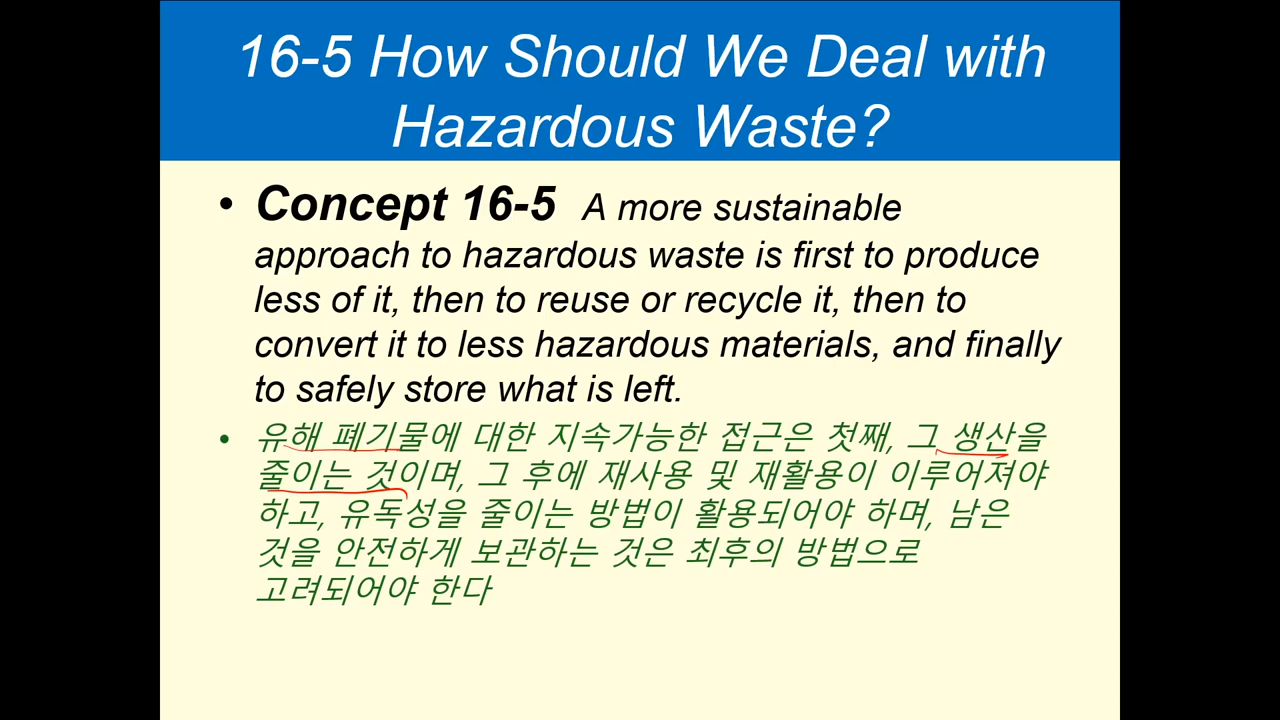 16-5 How Should We Deal with
Hazardous Waste?
• Concept 16-5 A more sustainable
approach to hazardous waste is first to produce
less of it, then to reuse or recycle it, then to
convert it to less hazardous materials, and finally
to safely store what is left.
• 유해 폐기물에 대한 지속가능한 접근은 첫째, 그 생산을
줄이는 것이며, 그 후에 재사용 및 재활용이 이루어져야
하고, 유독성을 줄이는 방법이 활용되어야 하며, 남은
것을 안전하게 보관하는 것은 최후의 방법으로
고려되어야 한다